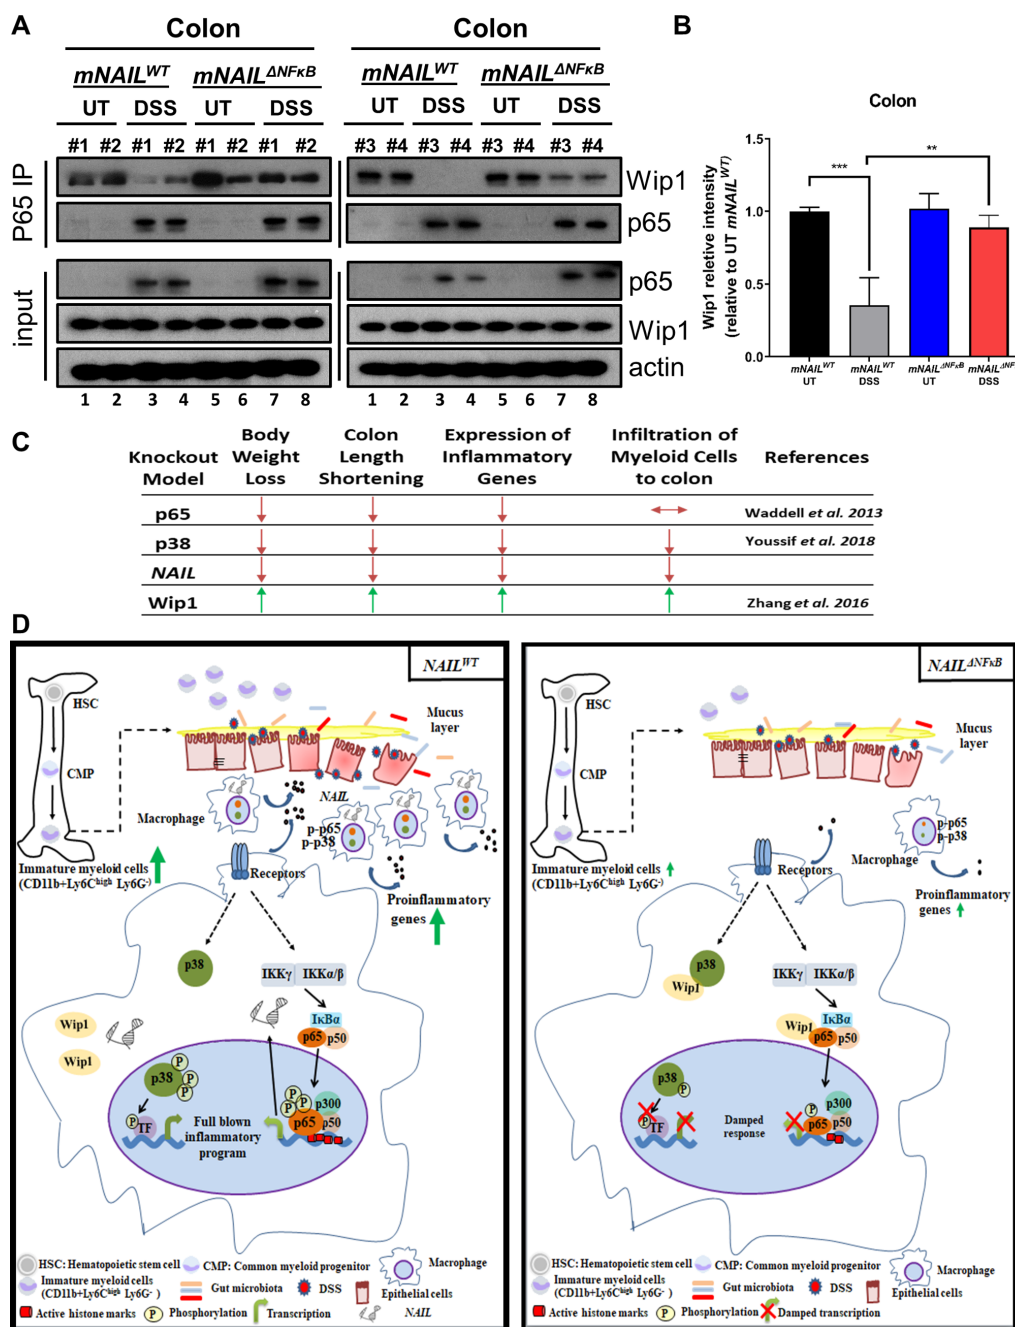 A
Colon
Colon
mNAIL^WT mNAIL^ΔNFκB
mNAIL^WT mNAIL^ΔNFκB
UT DSS UT DSS
UT DSS UT DSS
#1 #2 #1 #2 #1 #2 #1 #2
#3 #4 #3 #4 #3 #4 #3 #4
P65 IP
Wip1
p65
input
p65
Wip1
actin
1 2 3 4 5 6 7 8
1 2 3 4 5 6 7 8
B
Colon
Wip1 reletive intensity
(relative to UT mNAIL^WT)
1.5
1.0
0.5
0.0
***
**
mNAIL^WT
UT
mNAIL^WT
DSS
mNAIL^ΔNFκB
UT
mNAIL^ΔNF
DSS
C
Knockout Model
Body Weight Loss
Colon Length Shortening
Expression of Inflammatory Genes
Infiltration of Myeloid Cells to colon
References
p65 ↓ ↓ ↓ ↔ Waddell et al. 2013
p38 ↓ ↓ ↓ ↓ Youssif et al. 2018
NAIL ↓ ↓ ↓ ↓
Wip1 ↑ ↑ ↑ ↑ Zhang et al. 2016
D
NAIL^WT
HSC
CMP
Immature myeloid cells
(CD11b+Ly6C^high Ly6G^-)
Mucus
layer
Macrophage
NAIL
p-p65
p-p38
Receptors
Proinflammatory
genes
p38
IKKγ IKKα/β
IκBα
p65 p50
Wip1
Wip1
p38
P
P
P
P
P
TF
Full blown
inflammatory
program
P
P
P
p300
p65
p50
HSC: Hematopoietic stem cell
CMP: Common myeloid progenitor
Macrophage
Immature myeloid cells
(CD11b+Ly6C^high Ly6G^-)
Gut microbiota
DSS
Epithelial cells
Active histone marks
P Phosphorylation
Transcription
NAIL
NAIL^ΔNFκB
HSC
CMP
Immature myeloid cells
(CD11b+Ly6C^high Ly6G^-)
Mucus
layer
p-p65
p-p38
Macrophage
Receptors
Proinflammatory
genes
p38
Wip1
IKKγ IKKα/β
IκBα
Wip1
p65 p50
p38
P
P
TF
Damped
response
P
p300
p65
p50
HSC: Hematopoietic stem cell
CMP: Common myeloid progenitor
Macrophage
Immature myeloid cells
(CD11b+Ly6C^high Ly6G^-)
Gut microbiota
DSS
Epithelial cells
Active histone marks
P Phosphorylation
Damped transcription